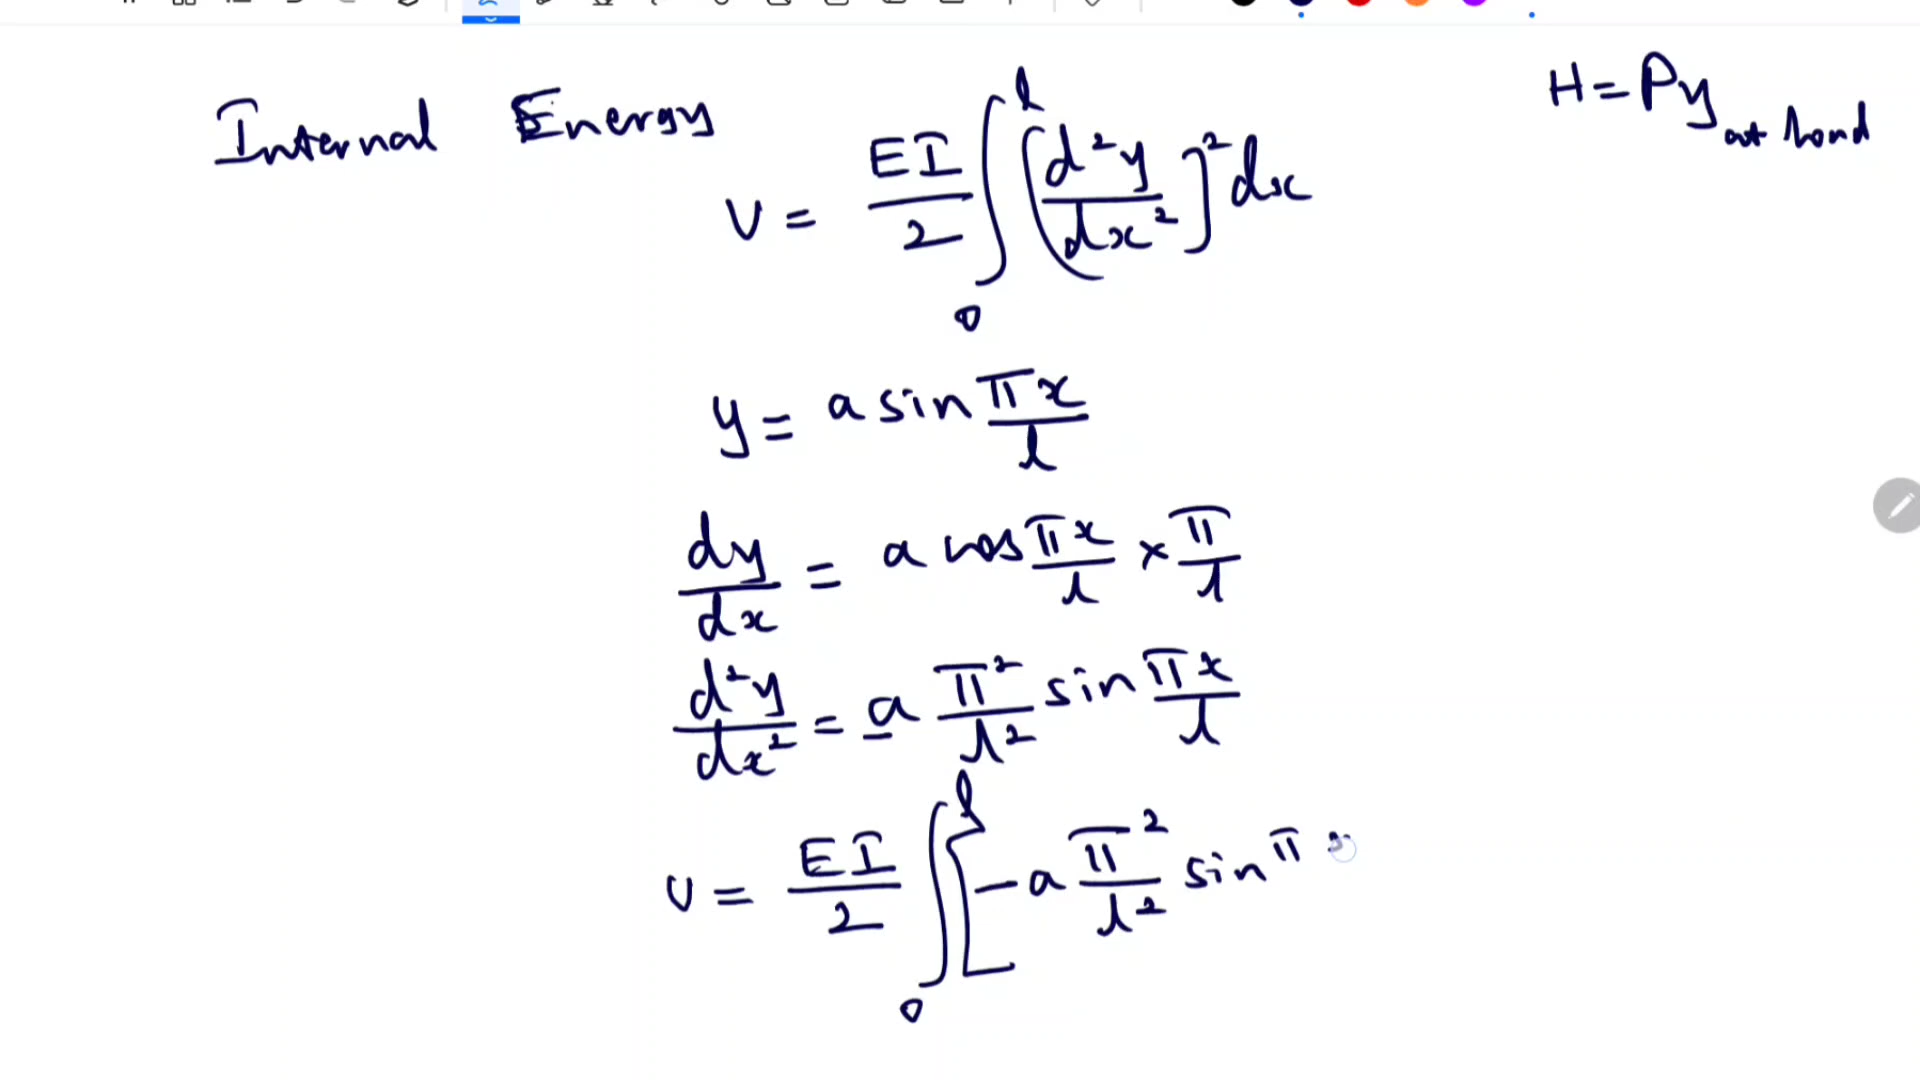 Internal Energy
H = Py at load
U = EI/2 ∫₀ˡ [d²y/dx²]² dx
y = a sin πx/l
dy/dx = a cos πx/l × π/l
d²y/dx² = a π²/l² sin πx/l
U = EI/2 ∫₀ˡ [-a π²/l² sin π